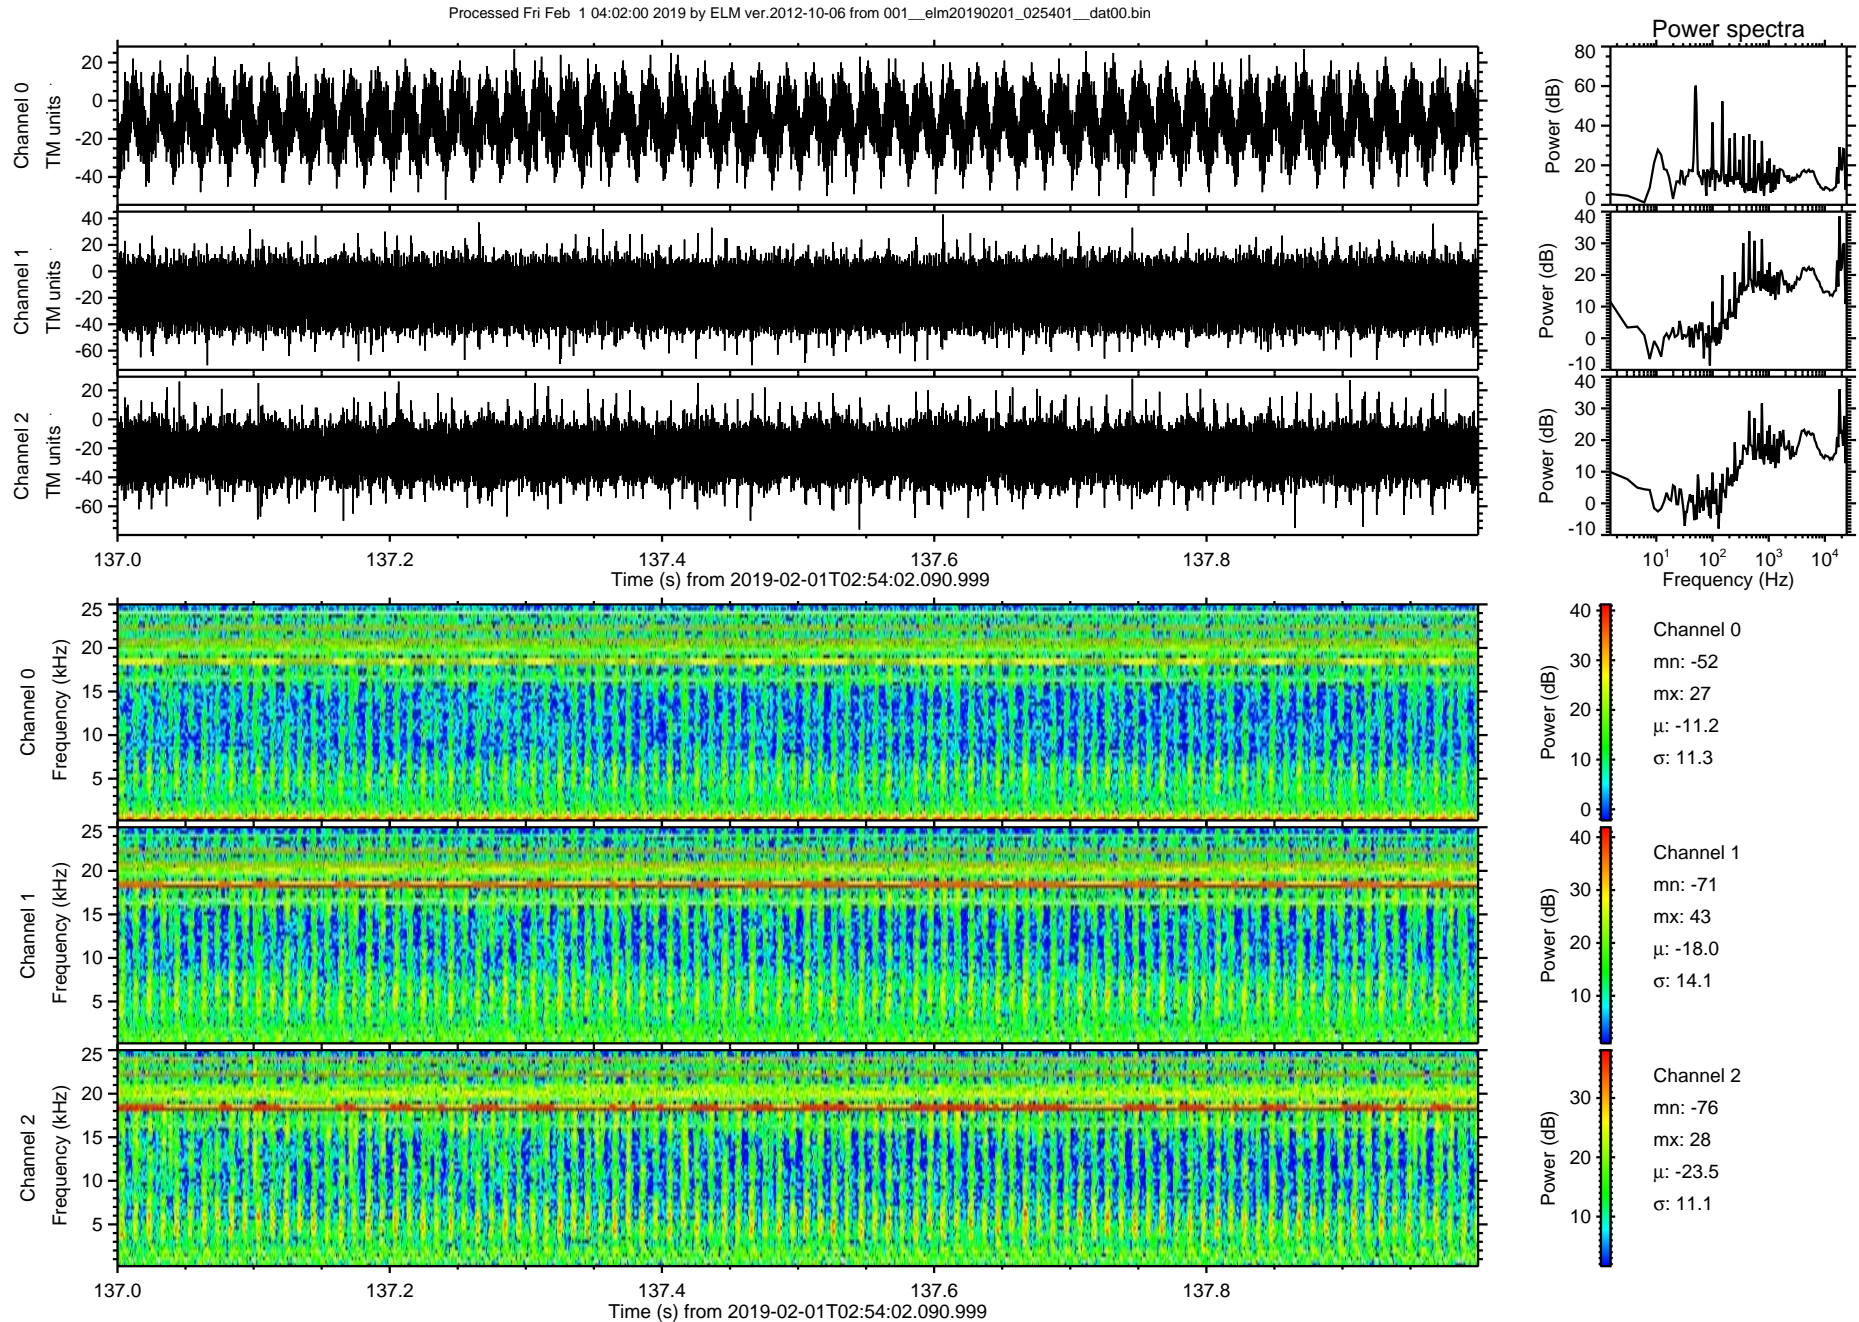 Processed Fri Feb  1 04:02:00 2019 by ELM ver.2012-10-06 from 001__elm20190201_025401__dat00.bin
Power spectra
Channel 0
TM units
20
0
-20
-40
Power (dB)
80
60
40
20
0
Channel 1
TM units
40
20
0
-20
-40
-60
Power (dB)
40
30
20
10
0
-10
Channel 2
TM units
20
0
-20
-40
-60
Power (dB)
40
30
20
10
0
-10
137.0 137.2 137.4 137.6 137.8
Time (s) from 2019-02-01T02:54:02.090.999
10^1 10^2 10^3 10^4
Frequency (Hz)
Channel 0
Frequency (kHz)
25
20
15
10
5
Power (dB)
40
30
20
10
0
Channel 0
mn: -52
mx: 27
μ: -11.2
σ: 11.3
Channel 1
Frequency (kHz)
25
20
15
10
5
Power (dB)
40
30
20
10
Channel 1
mn: -71
mx: 43
μ: -18.0
σ: 14.1
Channel 2
Frequency (kHz)
25
20
15
10
5
Power (dB)
30
20
10
Channel 2
mn: -76
mx: 28
μ: -23.5
σ: 11.1
137.0 137.2 137.4 137.6 137.8
Time (s) from 2019-02-01T02:54:02.090.999